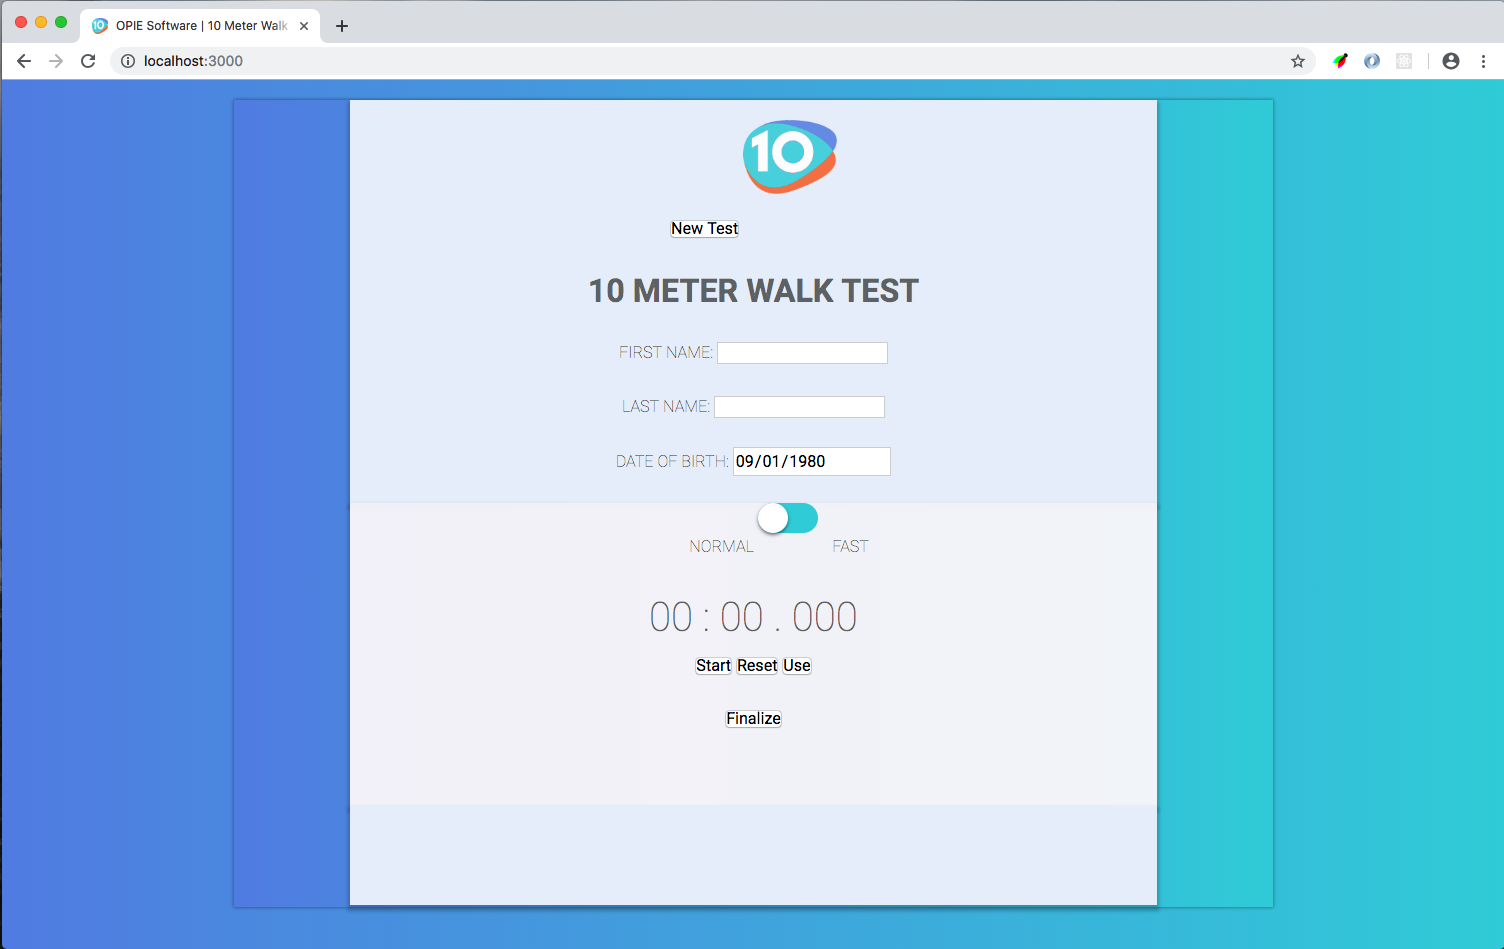 OPIE Software | 10 Meter Walk
localhost:3000
10
New Test
10 METER WALK TEST
FIRST NAME:
LAST NAME:
DATE OF BIRTH: 09/01/1980
NORMAL FAST
00 : 00 . 000
Start Reset Use
Finalize